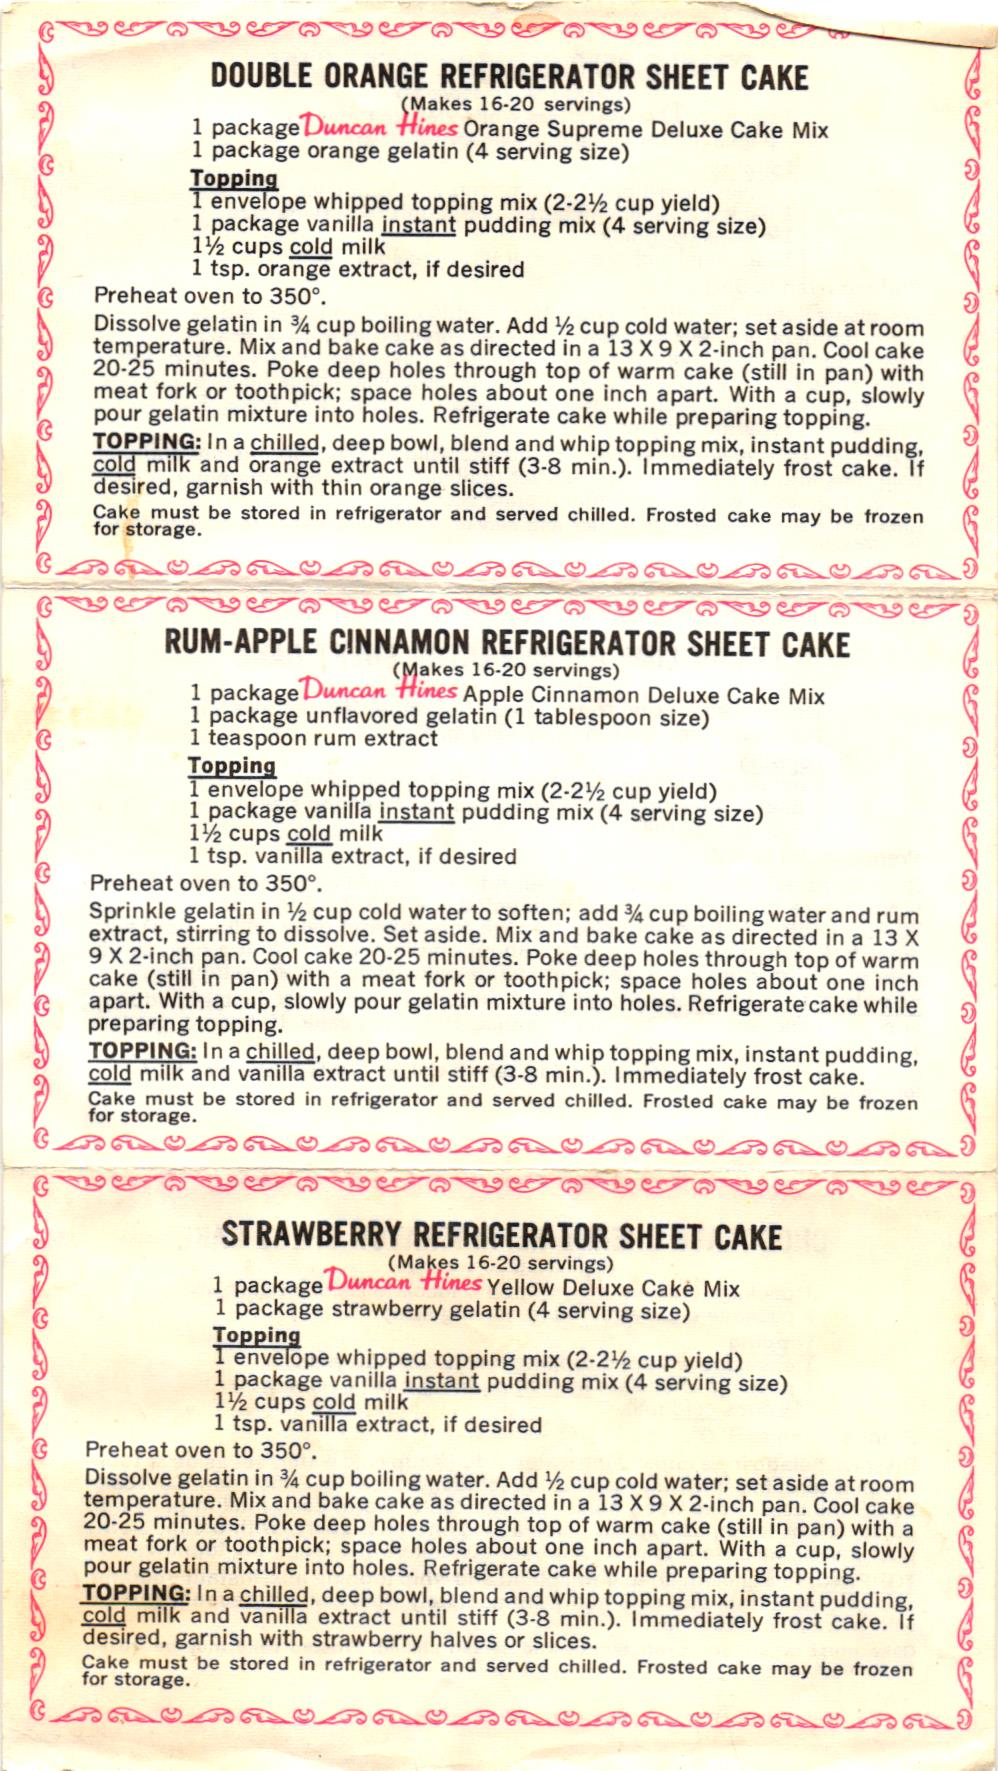 DOUBLE ORANGE REFRIGERATOR SHEET CAKE
(Makes 16-20 servings)
1 package Duncan Hines Orange Supreme Deluxe Cake Mix
1 package orange gelatin (4 serving size)
Topping
1 envelope whipped topping mix (2-2½ cup yield)
1 package vanilla instant pudding mix (4 serving size)
1½ cups cold milk
1 tsp. orange extract, if desired
Preheat oven to 350°.
Dissolve gelatin in ¾ cup boiling water. Add ½ cup cold water; set aside at room
temperature. Mix and bake cake as directed in a 13 X 9 X 2-inch pan. Cool cake
20-25 minutes. Poke deep holes through top of warm cake (still in pan) with
meat fork or toothpick; space holes about one inch apart. With a cup, slowly
pour gelatin mixture into holes. Refrigerate cake while preparing topping.
TOPPING: In a chilled, deep bowl, blend and whip topping mix, instant pudding,
cold milk and orange extract until stiff (3-8 min.). Immediately frost cake. If
desired, garnish with thin orange slices.
Cake must be stored in refrigerator and served chilled. Frosted cake may be frozen
for storage.
RUM-APPLE CINNAMON REFRIGERATOR SHEET CAKE
(Makes 16-20 servings)
1 package Duncan Hines Apple Cinnamon Deluxe Cake Mix
1 package unflavored gelatin (1 tablespoon size)
1 teaspoon rum extract
Topping
1 envelope whipped topping mix (2-2½ cup yield)
1 package vanilla instant pudding mix (4 serving size)
1½ cups cold milk
1 tsp. vanilla extract, if desired
Preheat oven to 350°.
Sprinkle gelatin in ½ cup cold water to soften; add ¾ cup boiling water and rum
extract, stirring to dissolve. Set aside. Mix and bake cake as directed in a 13 X
9 X 2-inch pan. Cool cake 20-25 minutes. Poke deep holes through top of warm
cake (still in pan) with a meat fork or toothpick; space holes about one inch
apart. With a cup, slowly pour gelatin mixture into holes. Refrigerate cake while
preparing topping.
TOPPING: In a chilled, deep bowl, blend and whip topping mix, instant pudding,
cold milk and vanilla extract until stiff (3-8 min.). Immediately frost cake.
Cake must be stored in refrigerator and served chilled. Frosted cake may be frozen
for storage.
STRAWBERRY REFRIGERATOR SHEET CAKE
(Makes 16-20 servings)
1 package Duncan Hines Yellow Deluxe Cake Mix
1 package strawberry gelatin (4 serving size)
Topping
1 envelope whipped topping mix (2-2½ cup yield)
1 package vanilla instant pudding mix (4 serving size)
1½ cups cold milk
1 tsp. vanilla extract, if desired
Preheat oven to 350°.
Dissolve gelatin in ¾ cup boiling water. Add ½ cup cold water; set aside at room
temperature. Mix and bake cake as directed in a 13 X 9 X 2-inch pan. Cool cake
20-25 minutes. Poke deep holes through top of warm cake (still in pan) with a
meat fork or toothpick; space holes about one inch apart. With a cup, slowly
pour gelatin mixture into holes. Refrigerate cake while preparing topping.
TOPPING: In a chilled, deep bowl, blend and whip topping mix, instant pudding,
cold milk and vanilla extract until stiff (3-8 min.). Immediately frost cake. If
desired, garnish with strawberry halves or slices.
Cake must be stored in refrigerator and served chilled. Frosted cake may be frozen
for storage.